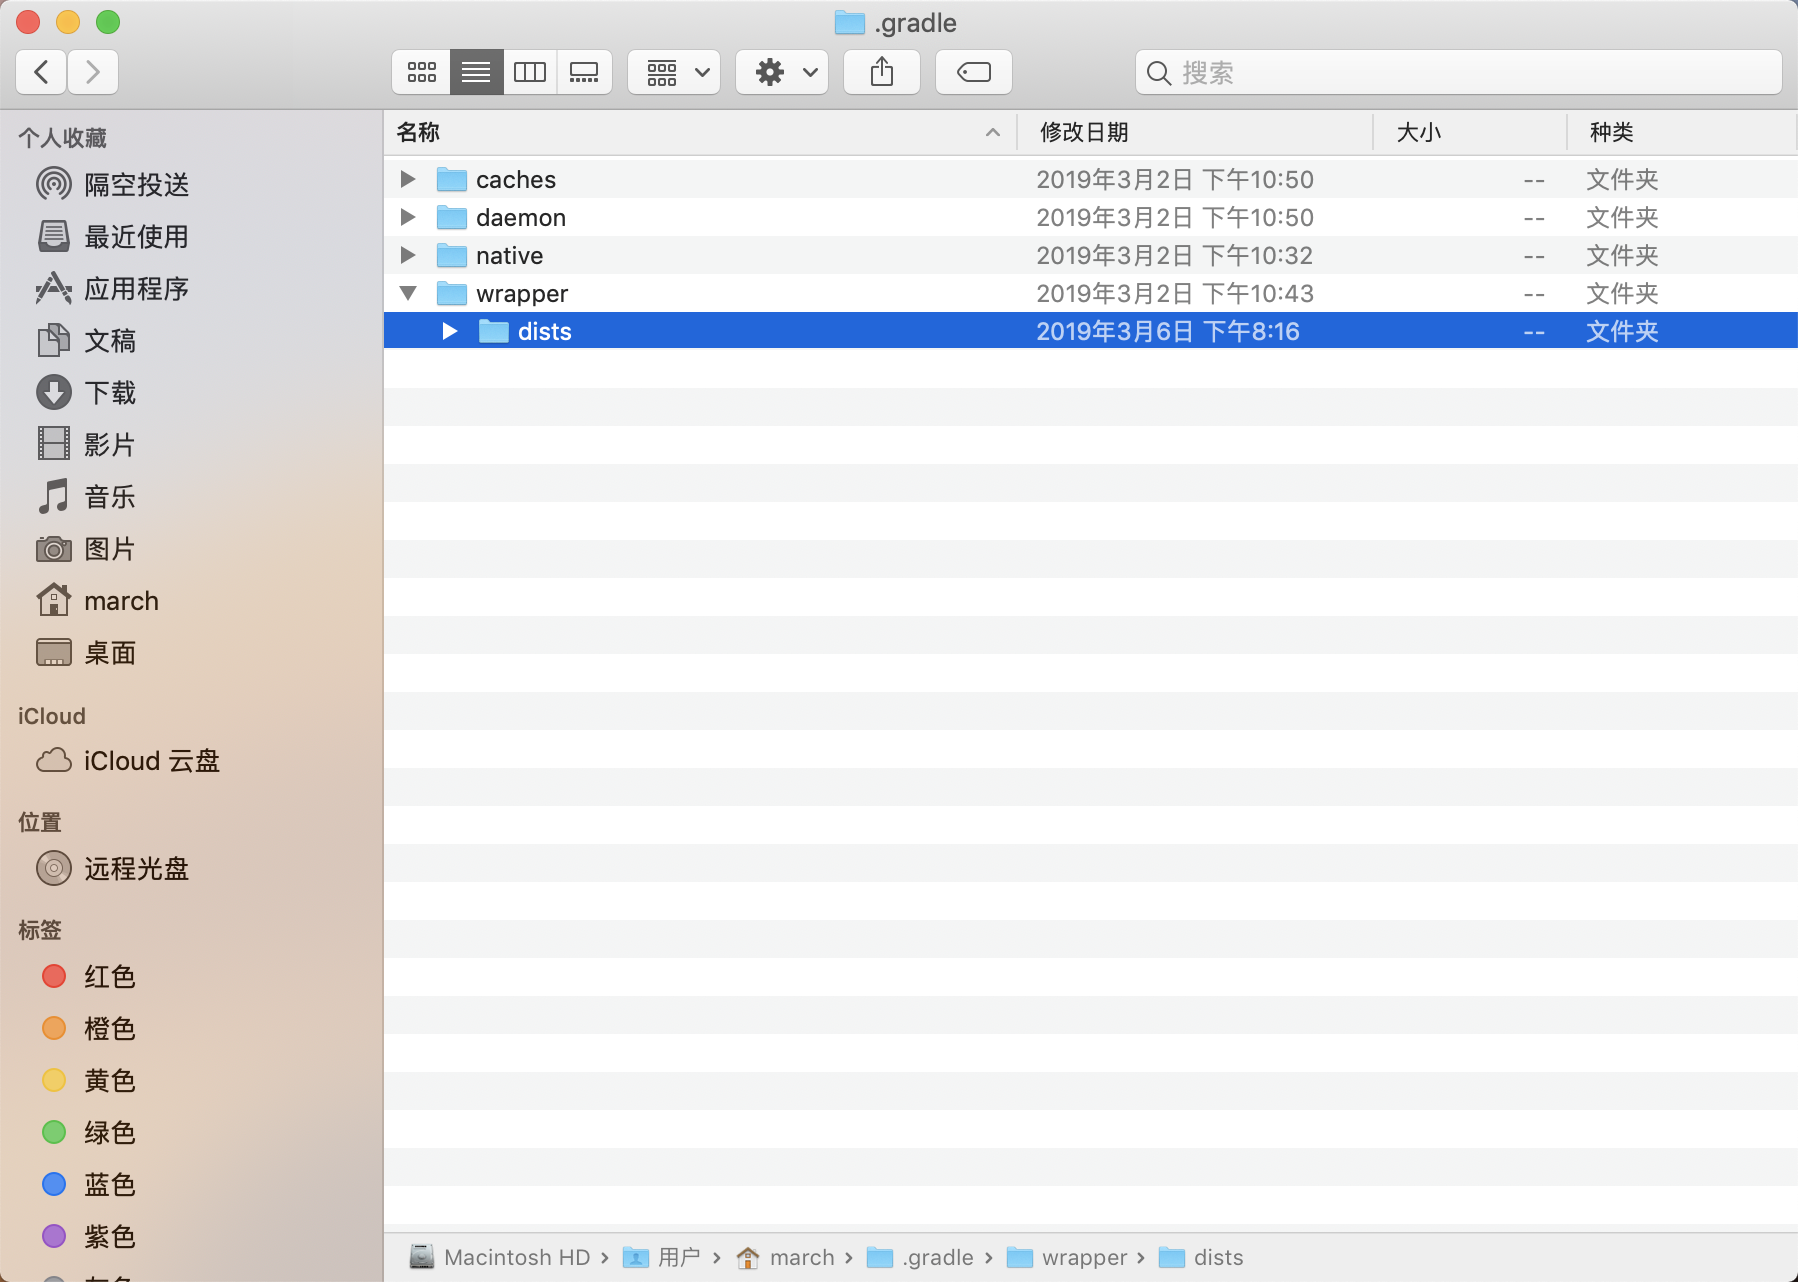 .gradle
搜索
个人收藏
隔空投送
最近使用
应用程序
文稿
下载
影片
音乐
图片
march
桌面
iCloud
iCloud 云盘
位置
远程光盘
标签
红色
橙色
黄色
绿色
蓝色
紫色
名称 修改日期 大小 种类
caches 2019年3月2日 下午10:50 -- 文件夹
daemon 2019年3月2日 下午10:50 -- 文件夹
native 2019年3月2日 下午10:32 -- 文件夹
wrapper 2019年3月2日 下午10:43 -- 文件夹
dists 2019年3月6日 下午8:16 -- 文件夹
Macintosh HD › 用户 › march › .gradle › wrapper › dists